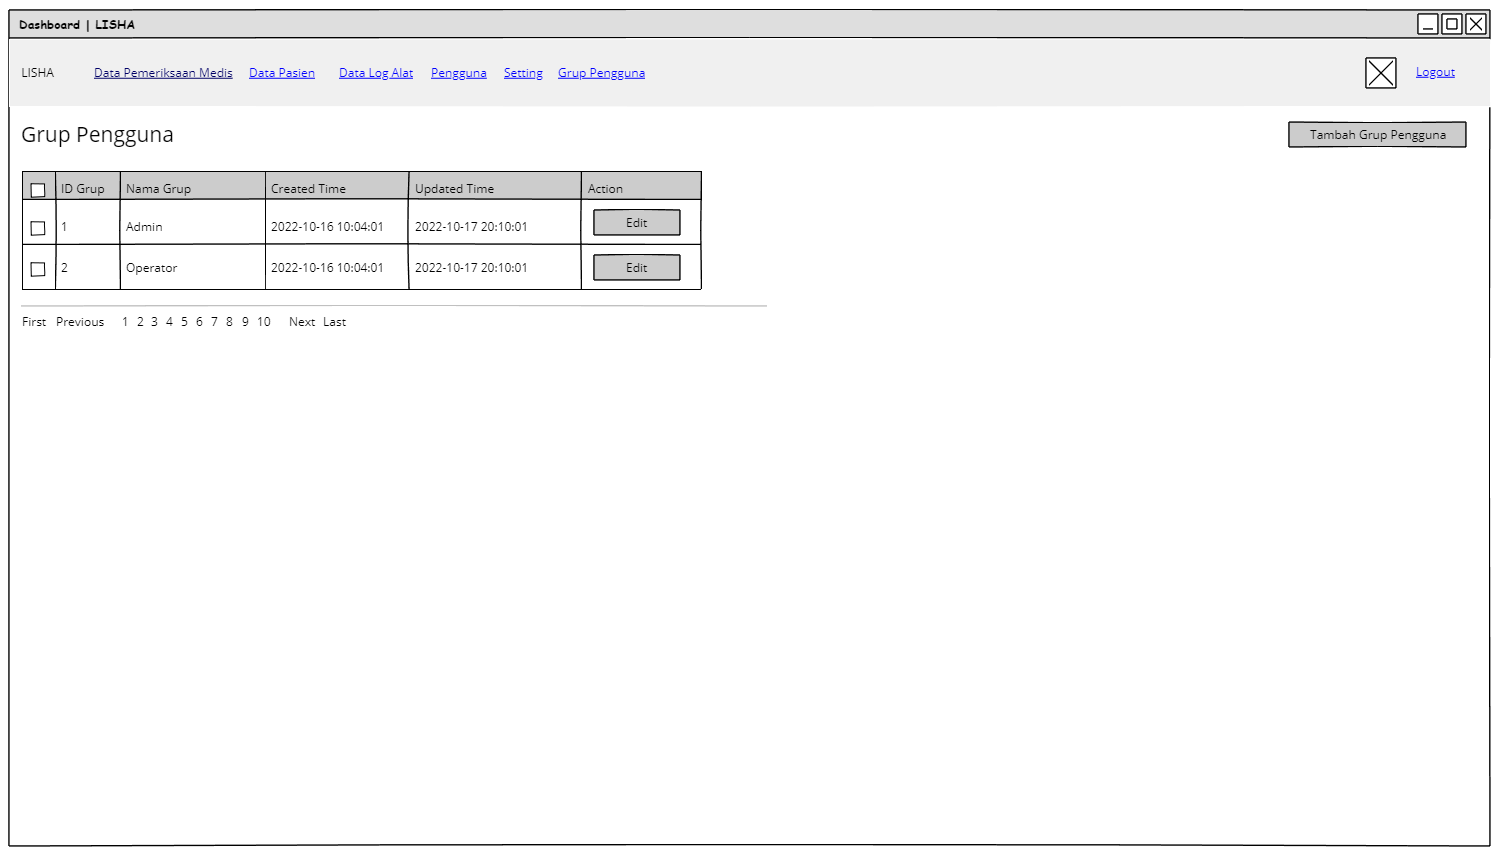 Dashboard | LISHA
LISHA Data Pemeriksaan Medis Data Pasien Data Log Alat Pengguna Setting Grup Pengguna Logout
Grup Pengguna Tambah Grup Pengguna
ID Grup Nama Grup Created Time Updated Time Action
1 Admin 2022-10-16 10:04:01 2022-10-17 20:10:01 Edit
2 Operator 2022-10-16 10:04:01 2022-10-17 20:10:01 Edit
First Previous 1 2 3 4 5 6 7 8 9 10 Next Last